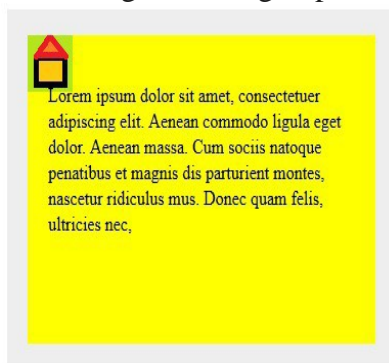 Lorem ipsum dolor sit amet, consectetuer
adipiscing elit. Aenean commodo ligula eget
dolor. Aenean massa. Cum sociis natoque
penatibus et magnis dis parturient montes,
nascetur ridiculus mus. Donec quam felis,
ultricies nec,